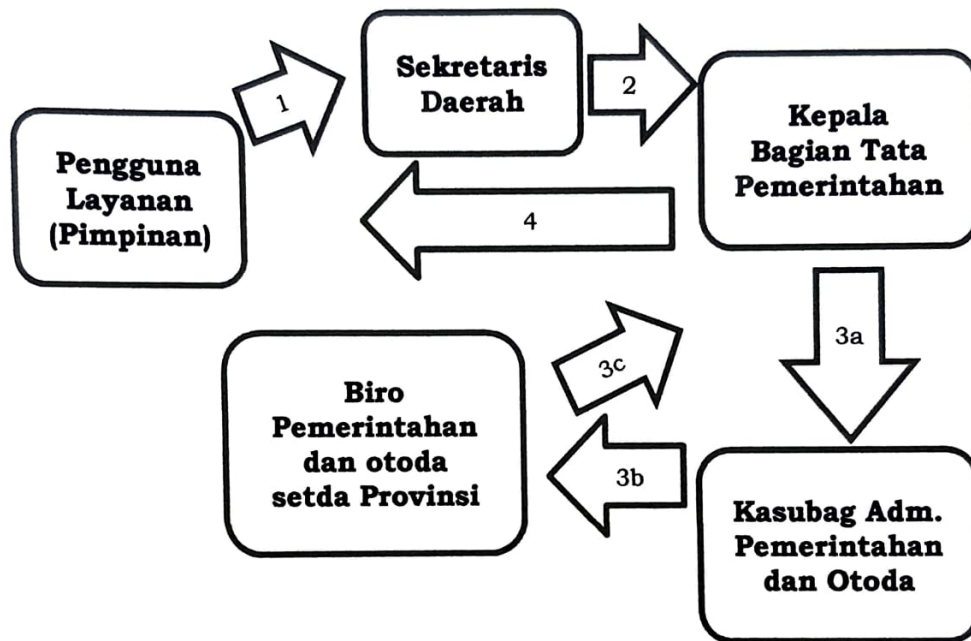 Pengguna
Layanan
(Pimpinan)
1
Sekretaris
Daerah
2
Kepala
Bagian Tata
Pemerintahan
4
3a
Biro
Pemerintahan
dan otoda
setda Provinsi
3c
3b
Kasubag Adm.
Pemerintahan
dan Otoda